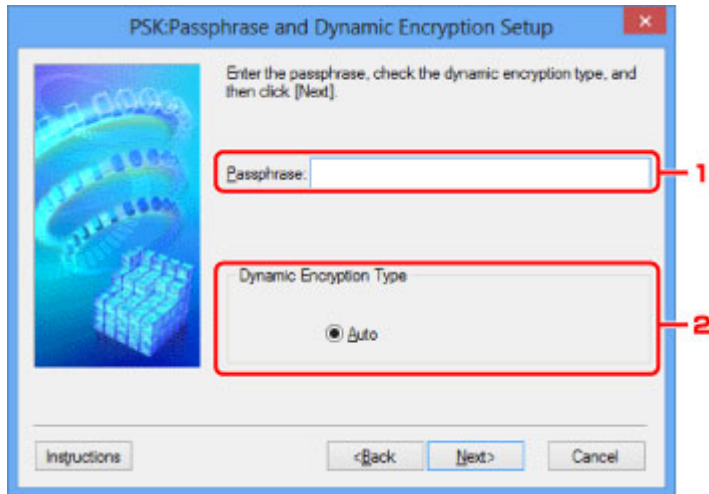 PSK:Passphrase and Dynamic Encryption Setup
Enter the passphrase, check the dynamic encryption type, and
then click [Next].
Passphrase:
1
Dynamic Encryption Type
Auto
2
Instructions
<Back
Next>
Cancel